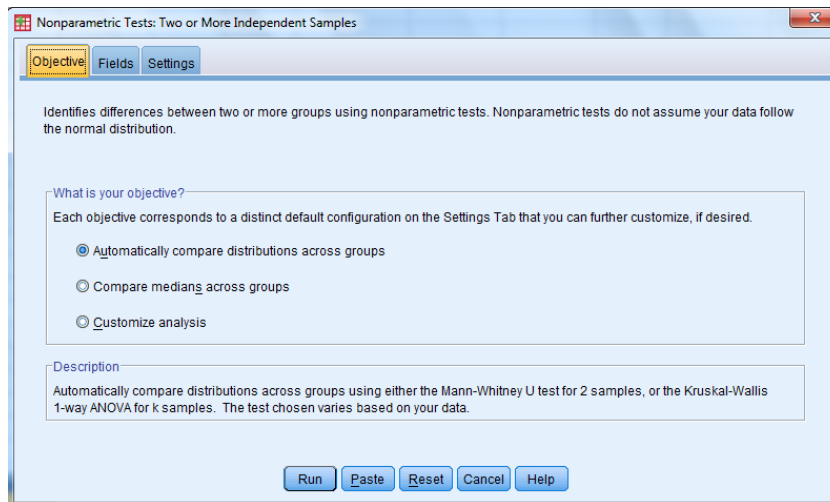 Nonparametric Tests: Two or More Independent Samples
Objective Fields Settings
Identifies differences between two or more groups using nonparametric tests. Nonparametric tests do not assume your data follow
the normal distribution.
What is your objective?
Each objective corresponds to a distinct default configuration on the Settings Tab that you can further customize, if desired.
Automatically compare distributions across groups
Compare medians across groups
Customize analysis
Description
Automatically compare distributions across groups using either the Mann-Whitney U test for 2 samples, or the Kruskal-Wallis
1-way ANOVA for k samples. The test chosen varies based on your data.
Run Paste Reset Cancel Help